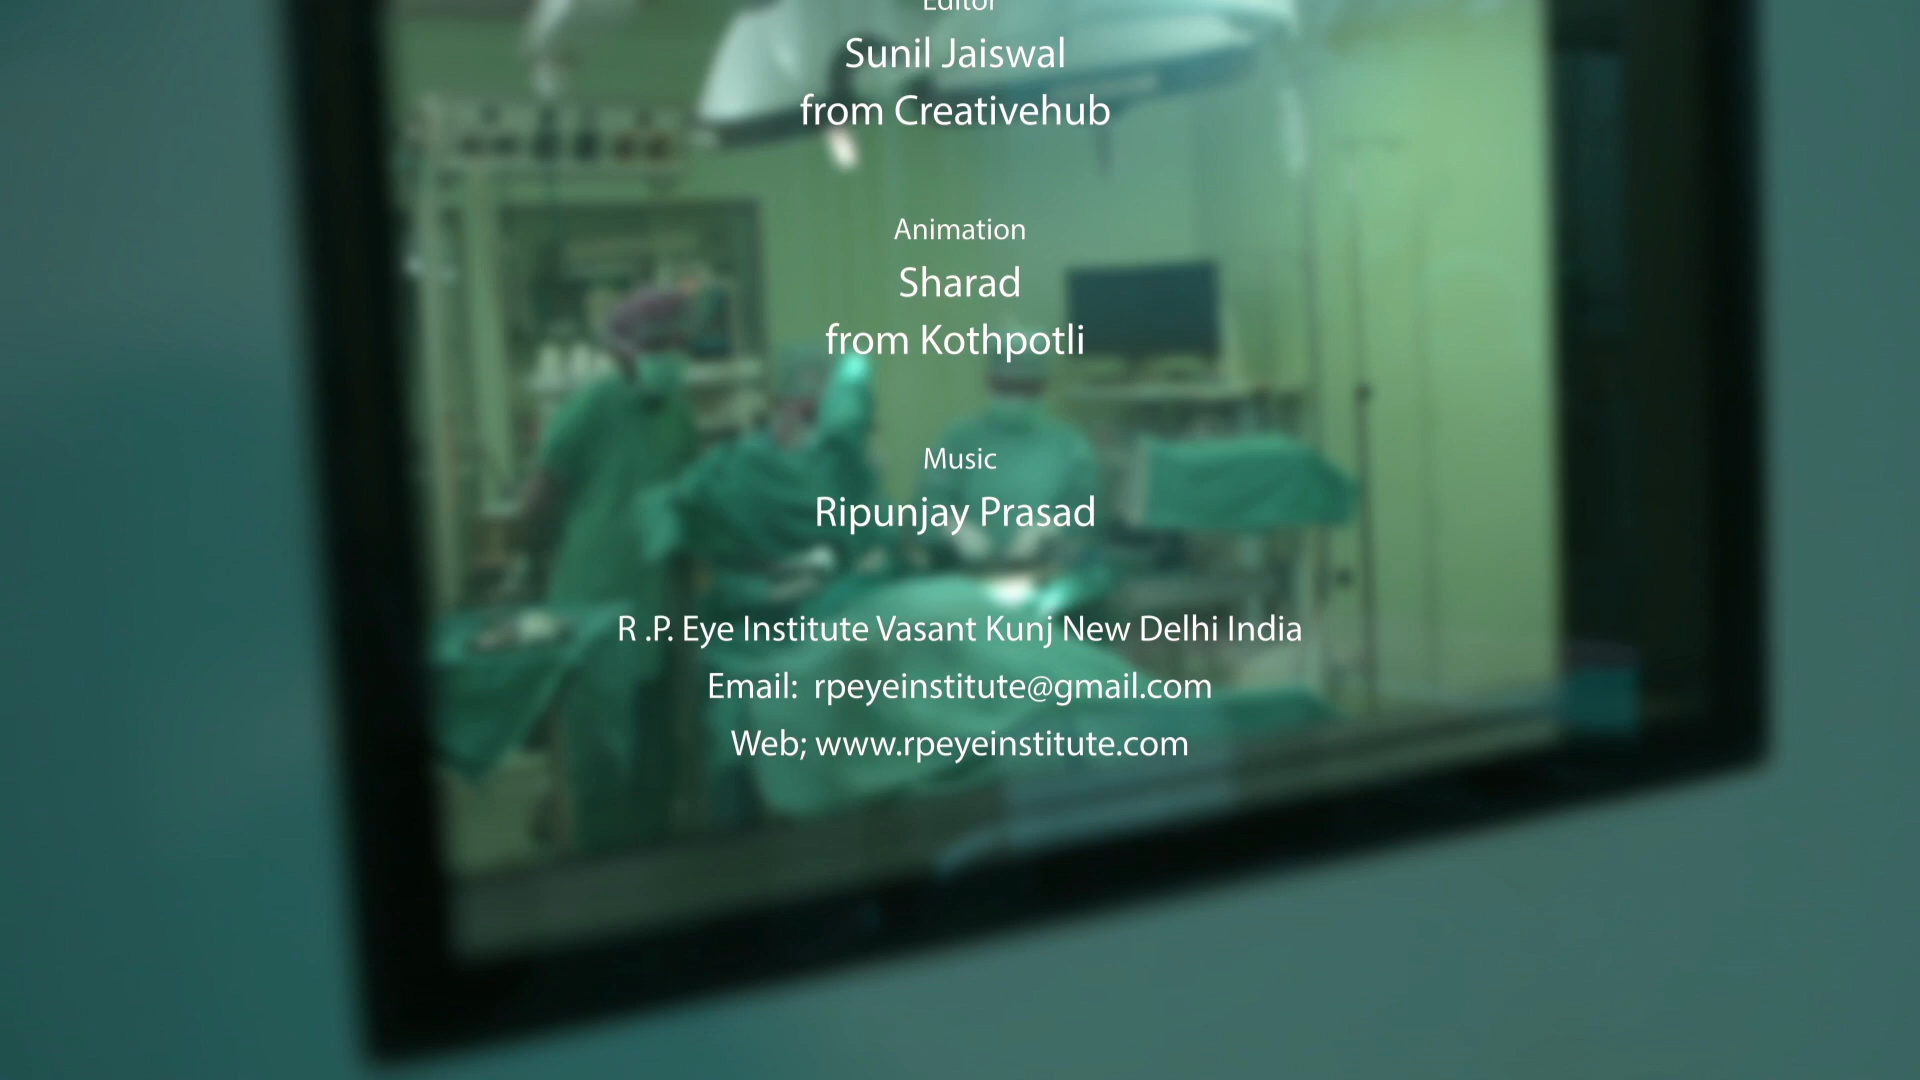 Editor
Sunil Jaiswal
from Creativehub
Animation
Sharad
from Kothpotli
Music
Ripunjay Prasad
R .P. Eye Institute Vasant Kunj New Delhi India
Email:  rpeyeinstitute@gmail.com
Web; www.rpeyeinstitute.com